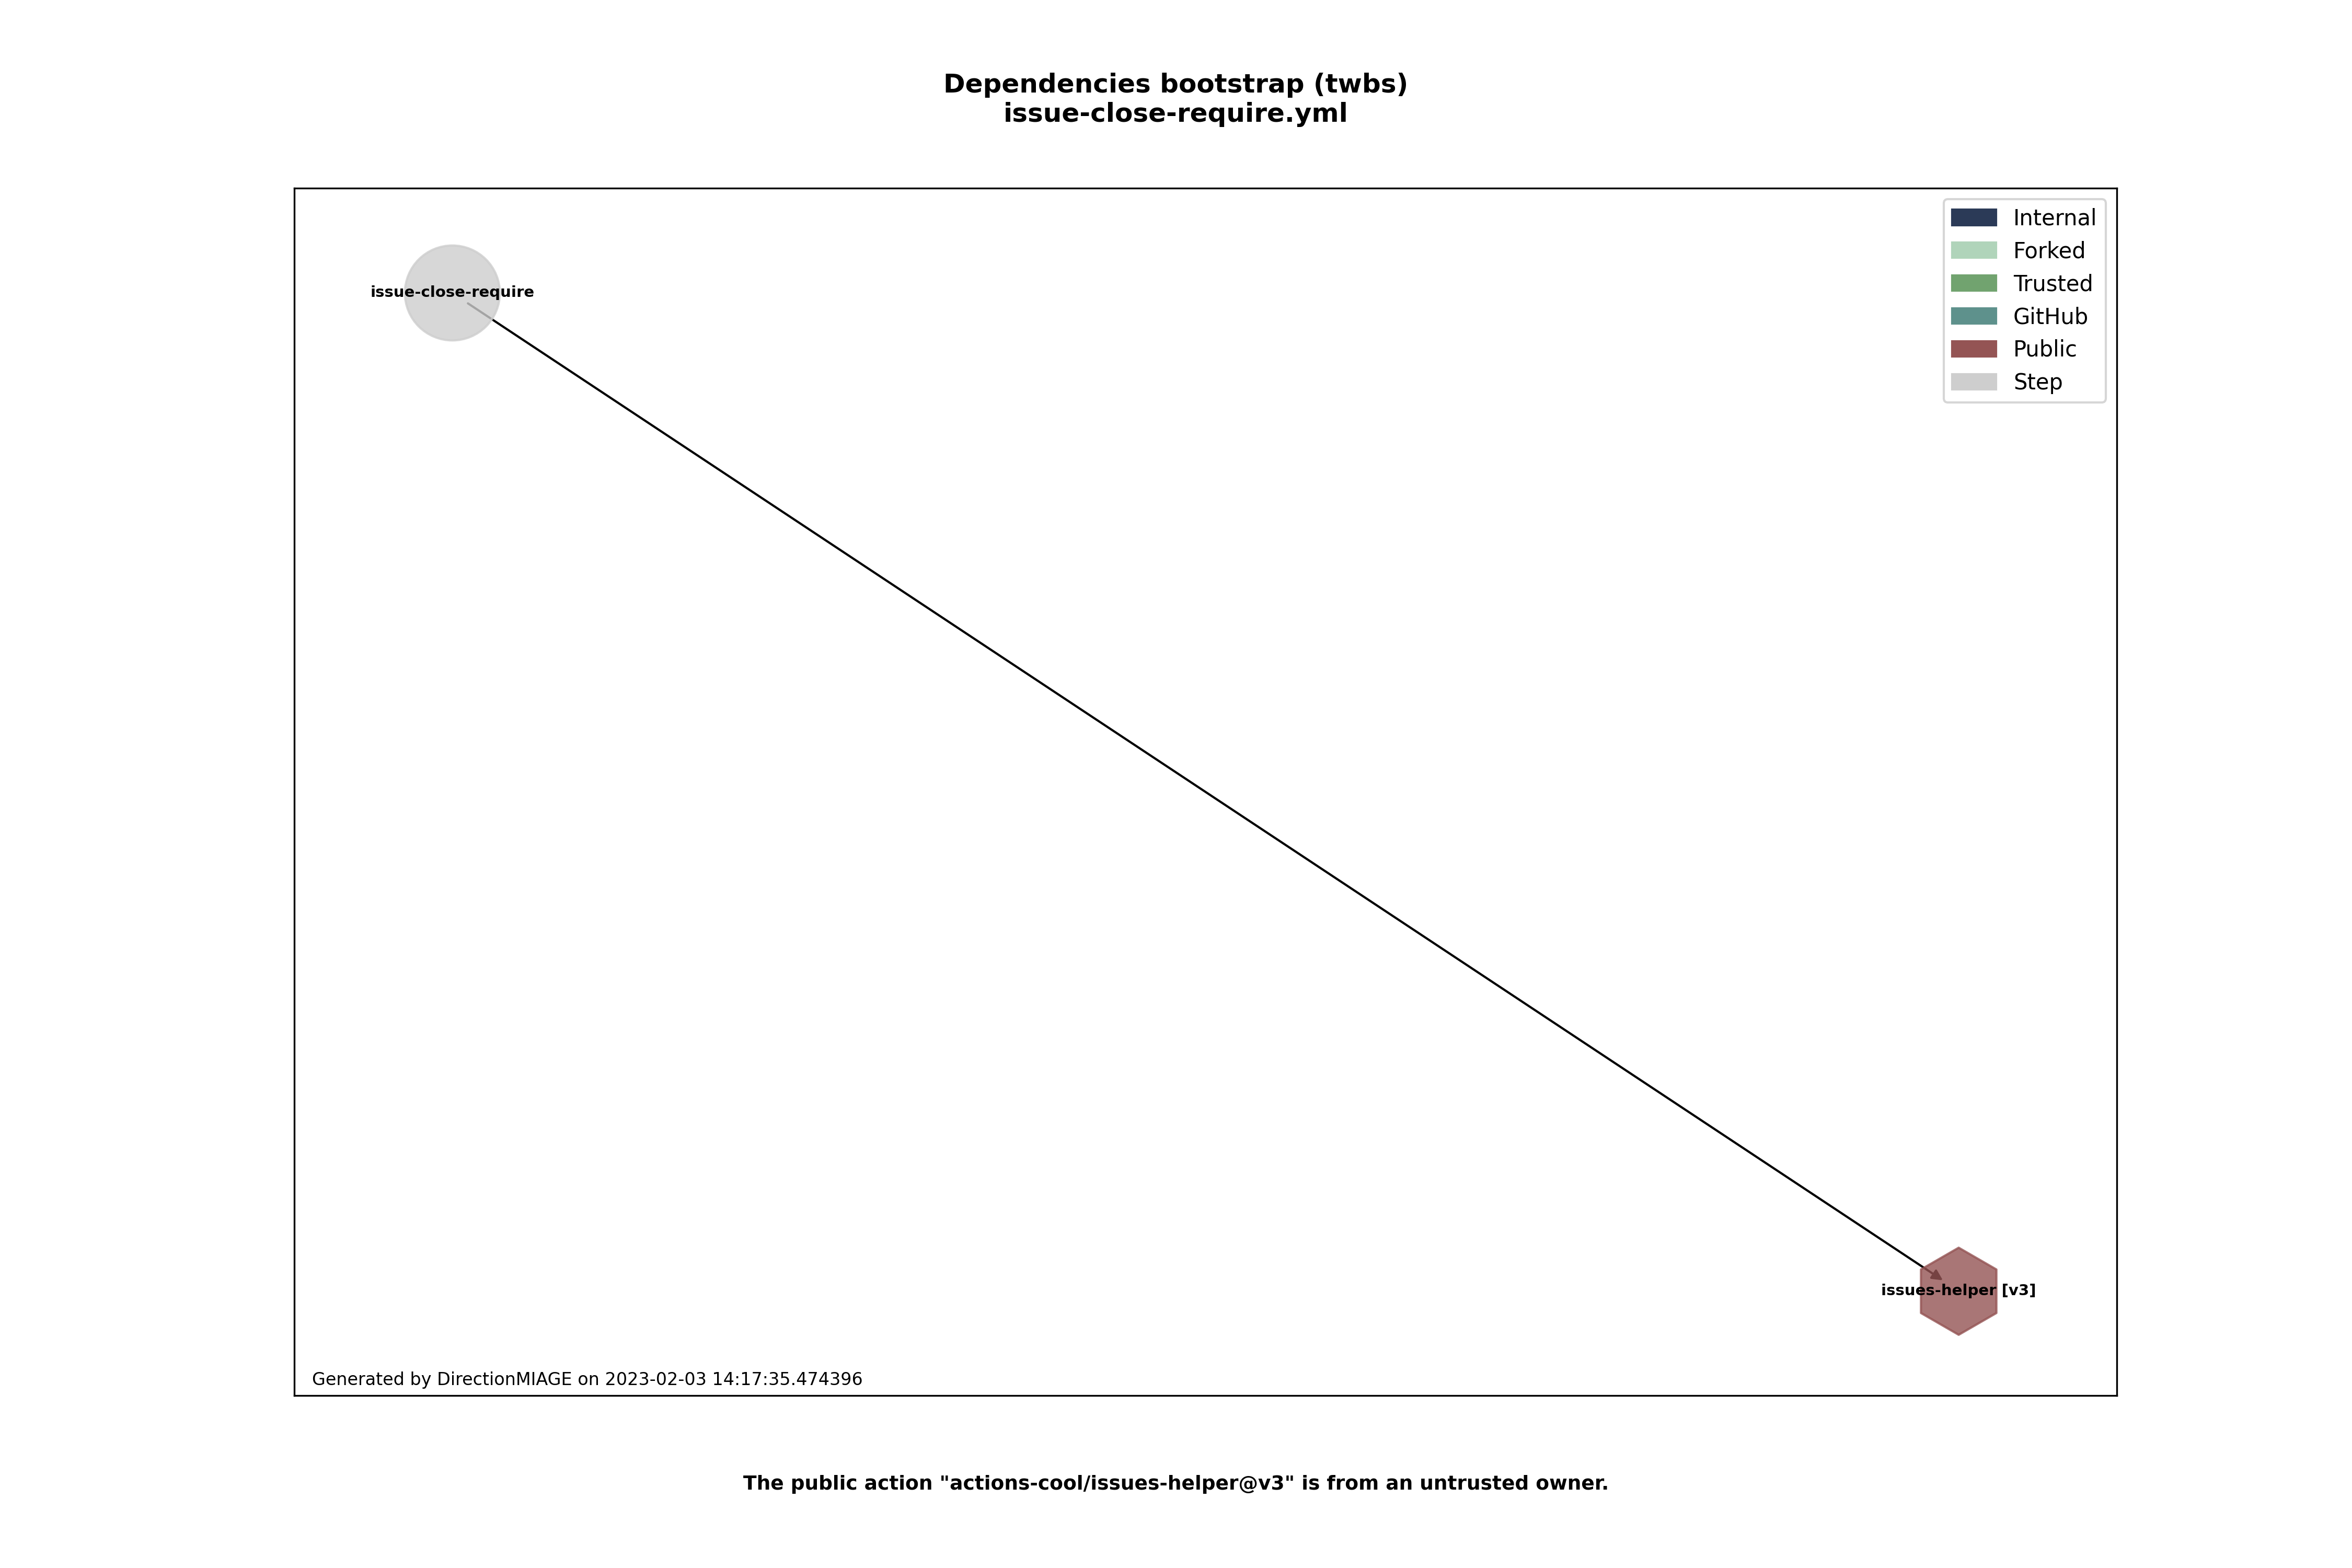 Dependencies bootstrap (twbs)
issue-close-require.yml
Internal
Forked
Trusted
GitHub
Public
Step
issue-close-require
issues-helper [v3]
Generated by DirectionMIAGE on 2023-02-03 14:17:35.474396
The public action "actions-cool/issues-helper@v3" is from an untrusted owner.